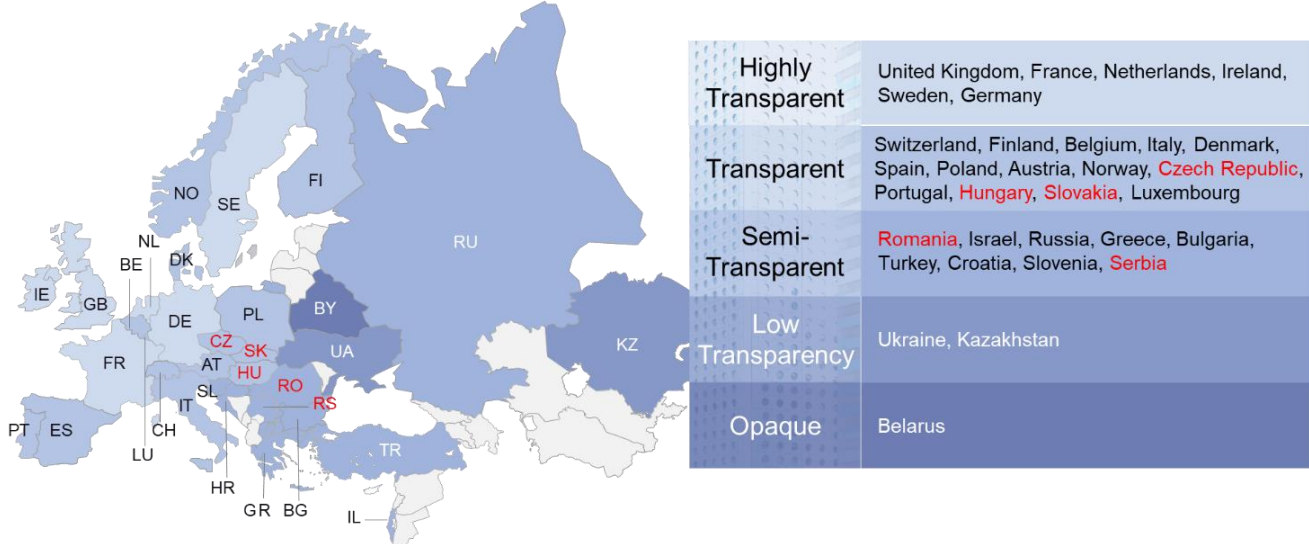 NO
SE
FI
RU
NL
BE
DK
IE
GB
DE
PL
BY
KZ
CZ
SK
UA
FR
AT
HU
SL
RO
RS
IT
PT
ES
CH
LU
TR
HR
GR
BG
IL
Highly
Transparent
United Kingdom, France, Netherlands, Ireland,
Sweden, Germany
Transparent
Switzerland, Finland, Belgium, Italy, Denmark,
Spain, Poland, Austria, Norway, Czech Republic,
Portugal, Hungary, Slovakia, Luxembourg
Semi-
Transparent
Romania, Israel, Russia, Greece, Bulgaria,
Turkey, Croatia, Slovenia, Serbia
Low
Transparency
Ukraine, Kazakhstan
Opaque
Belarus